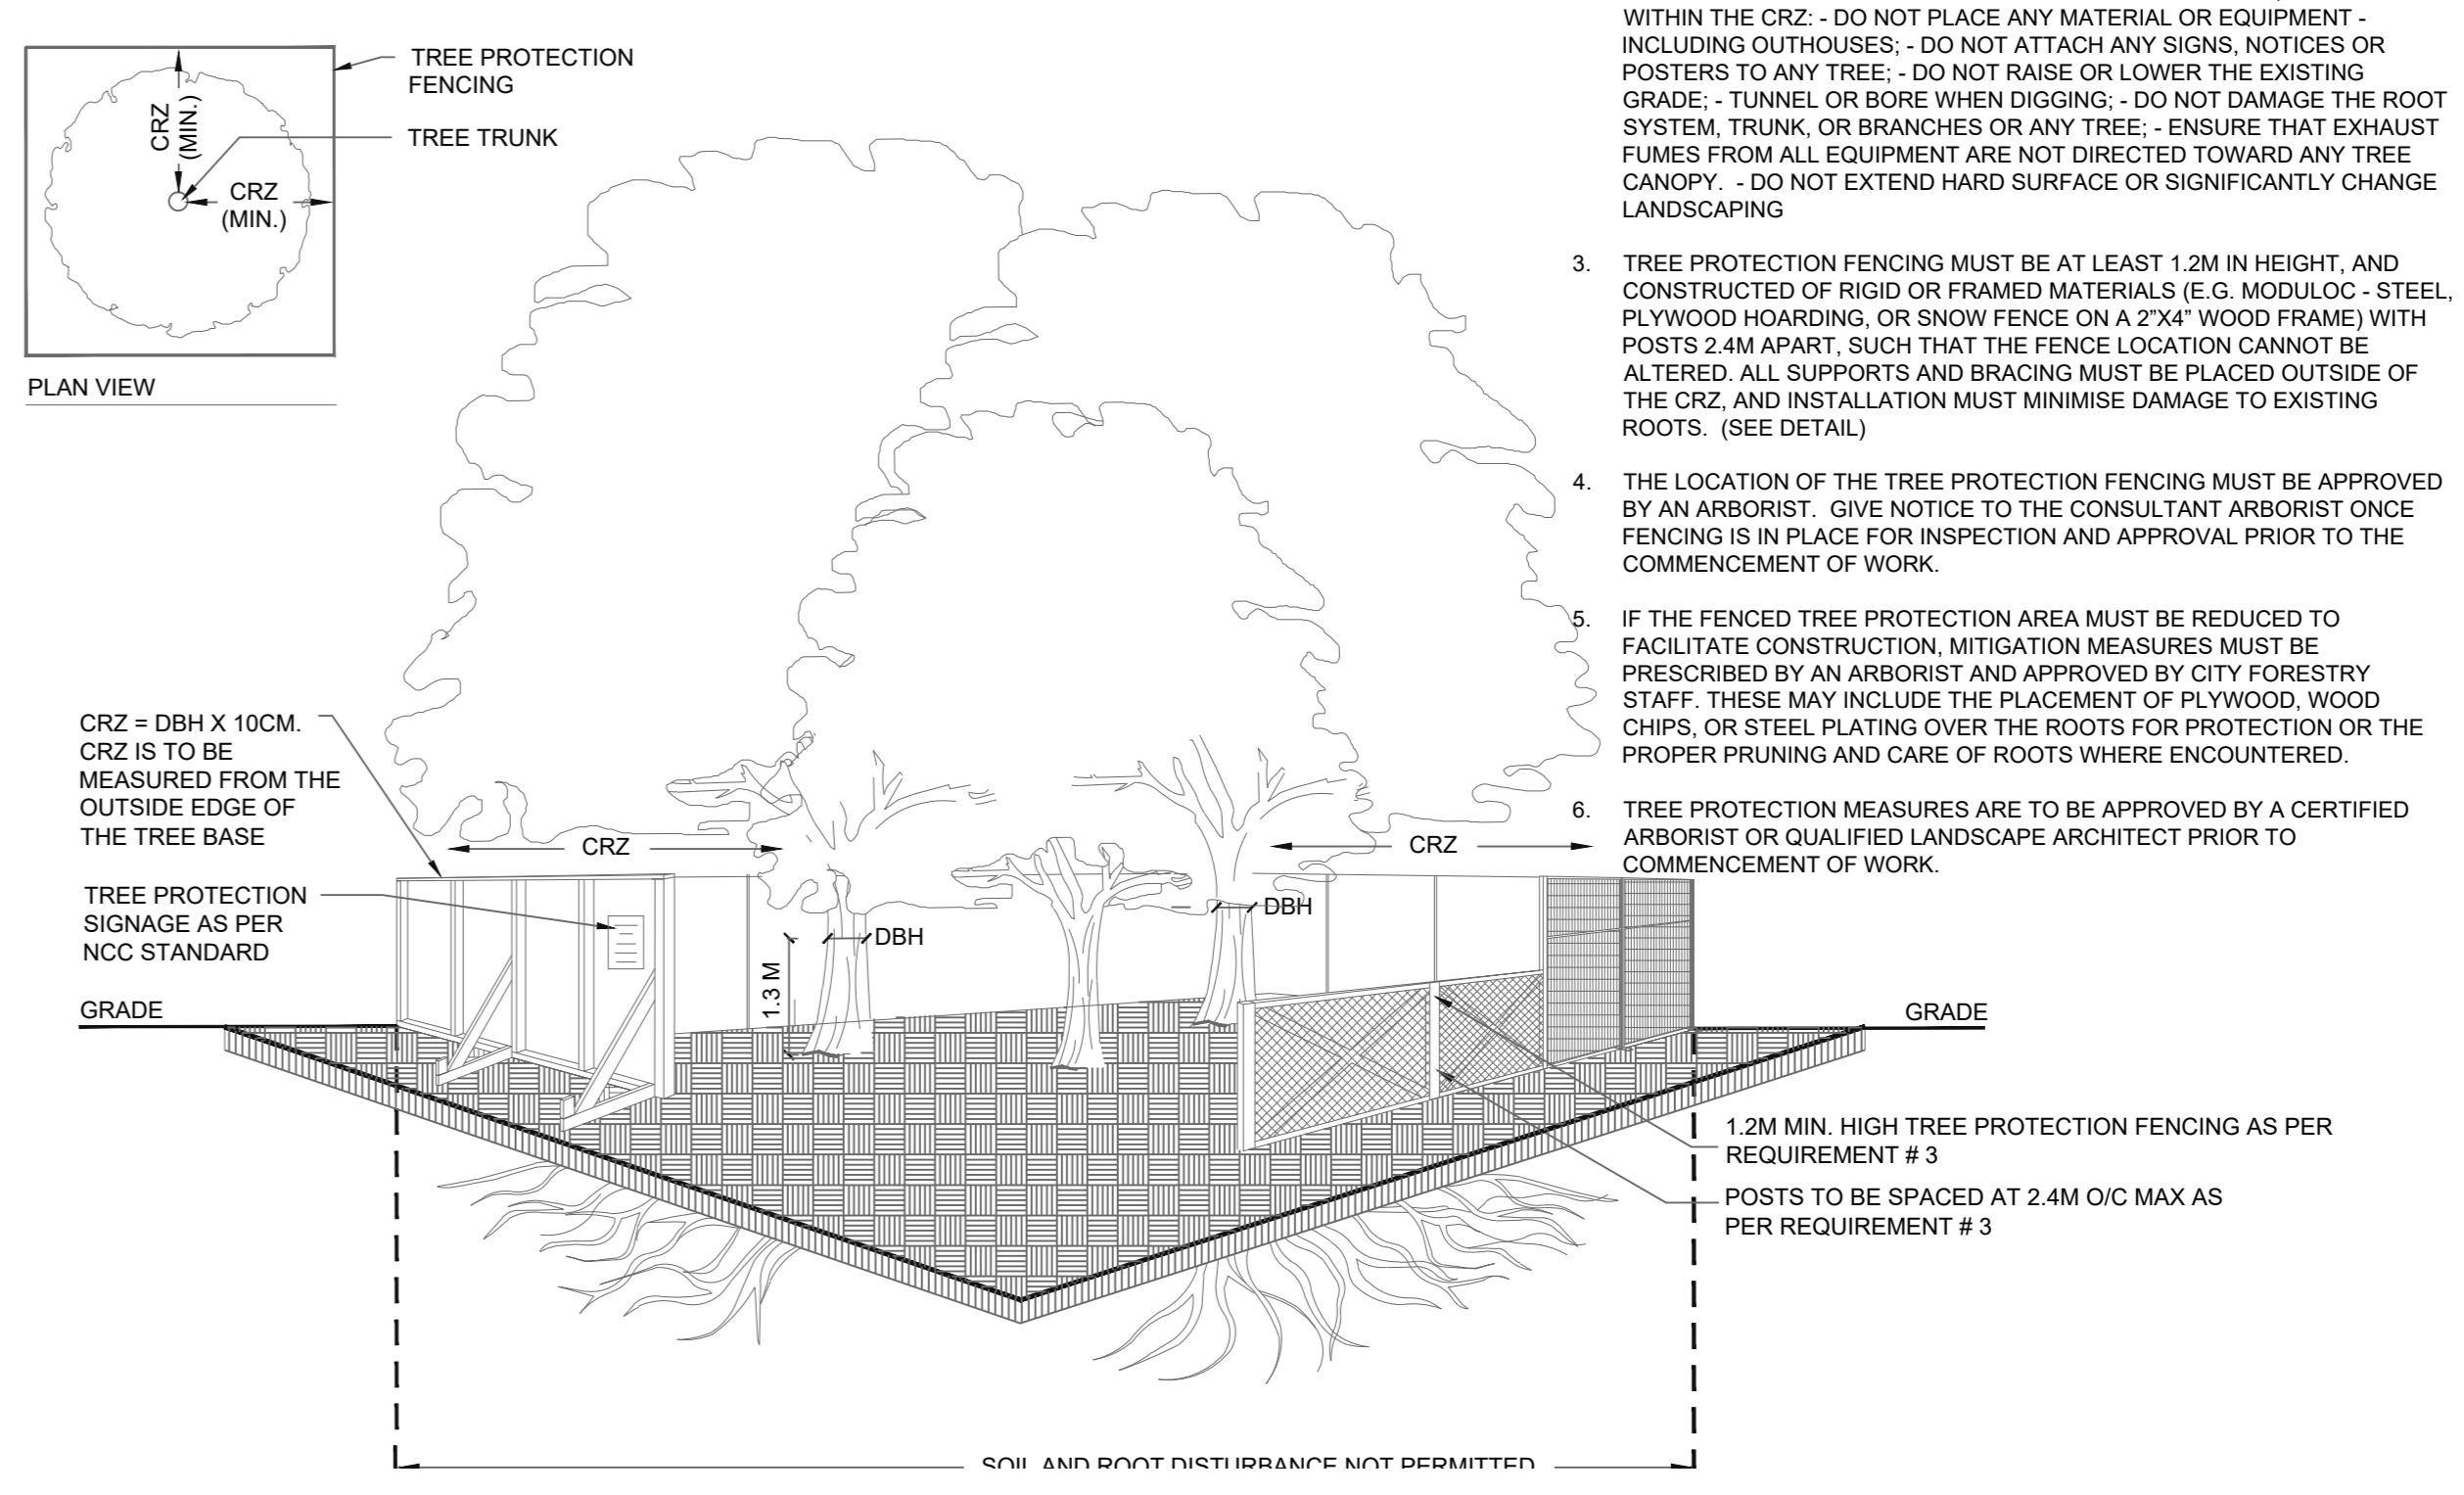 TREE PROTECTION
FENCING
CRZ
(MIN.)
TREE TRUNK
CRZ
(MIN.)
PLAN VIEW
WITHIN THE CRZ: - DO NOT PLACE ANY MATERIAL OR EQUIPMENT -
INCLUDING OUTHOUSES; - DO NOT ATTACH ANY SIGNS, NOTICES OR
POSTERS TO ANY TREE; - DO NOT RAISE OR LOWER THE EXISTING
GRADE; - TUNNEL OR BORE WHEN DIGGING; - DO NOT DAMAGE THE ROOT
SYSTEM, TRUNK, OR BRANCHES OR ANY TREE; - ENSURE THAT EXHAUST
FUMES FROM ALL EQUIPMENT ARE NOT DIRECTED TOWARD ANY TREE
CANOPY. - DO NOT EXTEND HARD SURFACE OR SIGNIFICANTLY CHANGE
LANDSCAPING
3. TREE PROTECTION FENCING MUST BE AT LEAST 1.2M IN HEIGHT, AND
CONSTRUCTED OF RIGID OR FRAMED MATERIALS (E.G. MODULOC - STEEL,
PLYWOOD HOARDING, OR SNOW FENCE ON A 2”X4” WOOD FRAME) WITH
POSTS 2.4M APART, SUCH THAT THE FENCE LOCATION CANNOT BE
ALTERED. ALL SUPPORTS AND BRACING MUST BE PLACED OUTSIDE OF
THE CRZ, AND INSTALLATION MUST MINIMISE DAMAGE TO EXISTING
ROOTS. (SEE DETAIL)
4. THE LOCATION OF THE TREE PROTECTION FENCING MUST BE APPROVED
BY AN ARBORIST. GIVE NOTICE TO THE CONSULTANT ARBORIST ONCE
FENCING IS IN PLACE FOR INSPECTION AND APPROVAL PRIOR TO THE
COMMENCEMENT OF WORK.
5. IF THE FENCED TREE PROTECTION AREA MUST BE REDUCED TO
FACILITATE CONSTRUCTION, MITIGATION MEASURES MUST BE
PRESCRIBED BY AN ARBORIST AND APPROVED BY CITY FORESTRY
STAFF. THESE MAY INCLUDE THE PLACEMENT OF PLYWOOD, WOOD
CHIPS, OR STEEL PLATING OVER THE ROOTS FOR PROTECTION OR THE
PROPER PRUNING AND CARE OF ROOTS WHERE ENCOUNTERED.
6. TREE PROTECTION MEASURES ARE TO BE APPROVED BY A CERTIFIED
ARBORIST OR QUALIFIED LANDSCAPE ARCHITECT PRIOR TO
COMMENCEMENT OF WORK.
CRZ = DBH X 10CM.
CRZ IS TO BE
MEASURED FROM THE
OUTSIDE EDGE OF
THE TREE BASE
CRZ
CRZ
TREE PROTECTION
SIGNAGE AS PER
NCC STANDARD
DBH
DBH
1.3 M
GRADE
GRADE
1.2M MIN. HIGH TREE PROTECTION FENCING AS PER
REQUIREMENT # 3
POSTS TO BE SPACED AT 2.4M O/C MAX AS
PER REQUIREMENT # 3
SOIL AND ROOT DISTURBANCE NOT PERMITTED